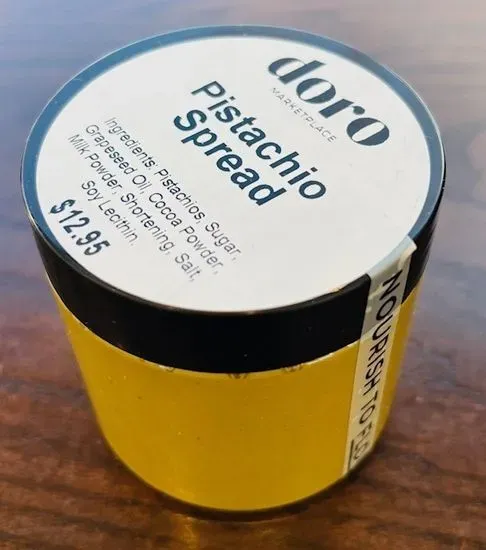 doro
MARKETPLACE
Pistachio
Spread
Ingredients: Pistachios, Sugar,
Grapeseed Oil, Cocoa Powder,
Milk Powder, Shortening, Salt,
Soy Lecithin.
$12.95
NOURISH TO